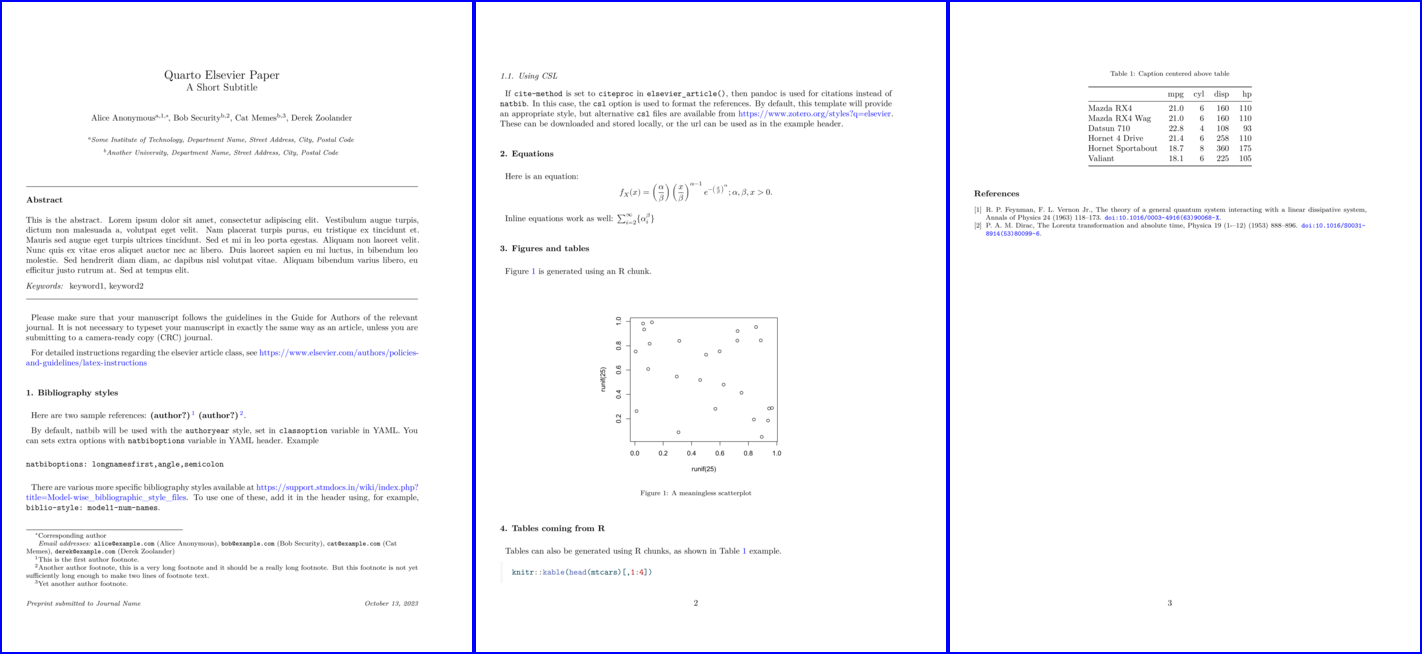 Quarto Elsevier Paper
A Short Subtitle
Alice Anonymous^a,1,∗, Bob Security^b,2, Cat Memes^b,3, Derek Zoolander
^aSome Institute of Technology, Department Name, Street Address, City, Postal Code
^bAnother University, Department Name, Street Address, City, Postal Code
Abstract
This is the abstract. Lorem ipsum dolor sit amet, consectetur adipiscing elit. Vestibulum augue turpis,
dictum non malesuada a, volutpat eget velit. Nam placerat turpis purus, eu tristique ex tincidunt et.
Mauris sed augue eget turpis ultrices tincidunt. Sed et mi in leo porta egestas. Aliquam non laoreet velit.
Nunc quis ex vitae eros aliquet auctor nec ac libero. Duis laoreet sapien eu mi luctus, in bibendum leo
molestie. Sed hendrerit diam diam, ac dapibus nisl volutpat vitae. Aliquam bibendum varius libero, eu
efficitur justo rutrum at. Sed at tempus elit.
Keywords: keyword1, keyword2
Please make sure that your manuscript follows the guidelines in the Guide for Authors of the relevant
journal. It is not necessary to typeset your manuscript in exactly the same way as an article, unless you are
submitting to a camera-ready copy (CRC) journal.
For detailed instructions regarding the elsevier article class, see https://www.elsevier.com/authors/policies-
and-guidelines/latex-instructions
1. Bibliography styles
Here are two sample references: (author?) ^1 (author?) ^2.
By default, natbib will be used with the authoryear style, set in classoption variable in YAML. You
can sets extra options with natbiboptions variable in YAML header. Example
natbiboptions: longnamesfirst,angle,semicolon
There are various more specific bibliography styles available at https://support.stmdocs.in/wiki/index.php?
title=Model-wise_bibliographic_style_files. To use one of these, add it in the header using, for example,
biblio-style: model1-num-names.
∗Corresponding author
Email addresses: alice@example.com (Alice Anonymous), bob@example.com (Bob Security), cat@example.com (Cat
Memes), derek@example.com (Derek Zoolander)
^1This is the first author footnote.
^2Another author footnote, this is a very long footnote and it should be a really long footnote. But this footnote is not yet
sufficiently long enough to make two lines of footnote text.
^3Yet another author footnote.
Preprint submitted to Journal Name October 13, 2023
1.1. Using CSL
If cite-method is set to citeproc in elsevier_article(), then pandoc is used for citations instead of
natbib. In this case, the csl option is used to format the references. By default, this template will provide
an appropriate style, but alternative csl files are available from https://www.zotero.org/styles?q=elsevier.
These can be downloaded and stored locally, or the url can be used as in the example header.
2. Equations
Here is an equation:
f_X(x) = (α/β) (x/β)^{α−1} e^{−(x/β)^α}; α, β, x > 0.
Inline equations work as well: ∑_{i=2}^∞ {α_i^β}
3. Figures and tables
Figure 1 is generated using an R chunk.
1.0
0.8
0.6
0.4
0.2
runif(25)
0.0 0.2 0.4 0.6 0.8 1.0
runif(25)
Figure 1: A meaningless scatterplot
4. Tables coming from R
Tables can also be generated using R chunks, as shown in Table 1 example.
knitr::kable(head(mtcars)[,1:4])
2
Table 1: Caption centered above table
mpg cyl disp hp
Mazda RX4 21.0 6 160 110
Mazda RX4 Wag 21.0 6 160 110
Datsun 710 22.8 4 108 93
Hornet 4 Drive 21.4 6 258 110
Hornet Sportabout 18.7 8 360 175
Valiant 18.1 6 225 105
References
[1] R. P. Feynman, F. L. Vernon Jr., The theory of a general quantum system interacting with a linear dissipative system,
Annals of Physics 24 (1963) 118-173. doi:10.1016/0003-4916(63)90068-X.
[2] P. A. M. Dirac, The Lorentz transformation and absolute time, Physica 19 (1--12) (1953) 888–896. doi:10.1016/S0031-
8914(53)80099-6.
3